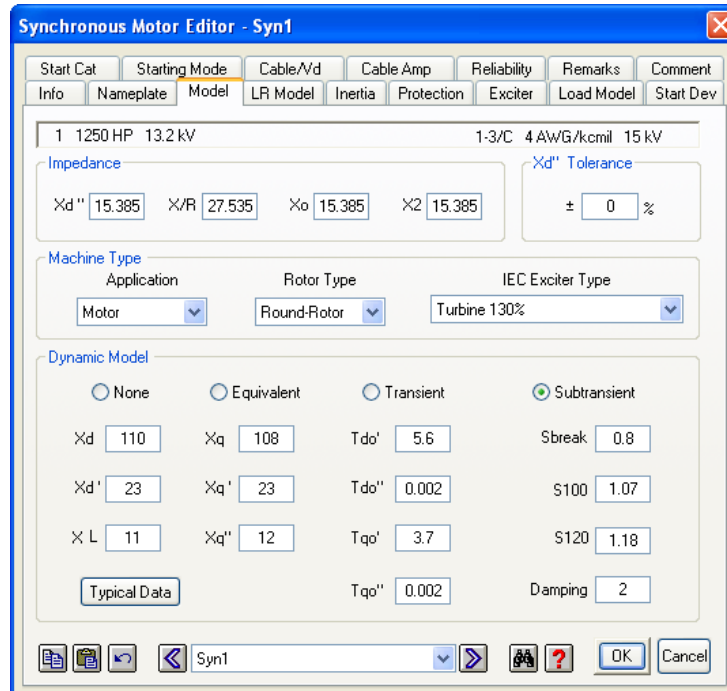 Synchronous Motor Editor - Syn1
Start Cat Starting Mode Cable/Vd Cable Amp Reliability Remarks Comment
Info Nameplate Model LR Model Inertia Protection Exciter Load Model Start Dev
1 1250 HP 13.2 kV 1-3/C 4 AWG/kcmil 15 kV
Impedance Xd" Tolerance
Xd " 15.385 X/R 27.535 Xo 15.385 X2 15.385 ± 0 %
Machine Type
Application Rotor Type IEC Exciter Type
Motor Round-Rotor Turbine 130%
Dynamic Model
None Equivalent Transient Subtransient
Xd 110 Xq 108 Tdo' 5.6 Sbreak 0.8
Xd ' 23 Xq ' 23 Tdo" 0.002 S100 1.07
X L 11 Xq" 12 Tqo' 3.7 S120 1.18
Typical Data Tqo" 0.002 Damping 2
Syn1 ? OK Cancel